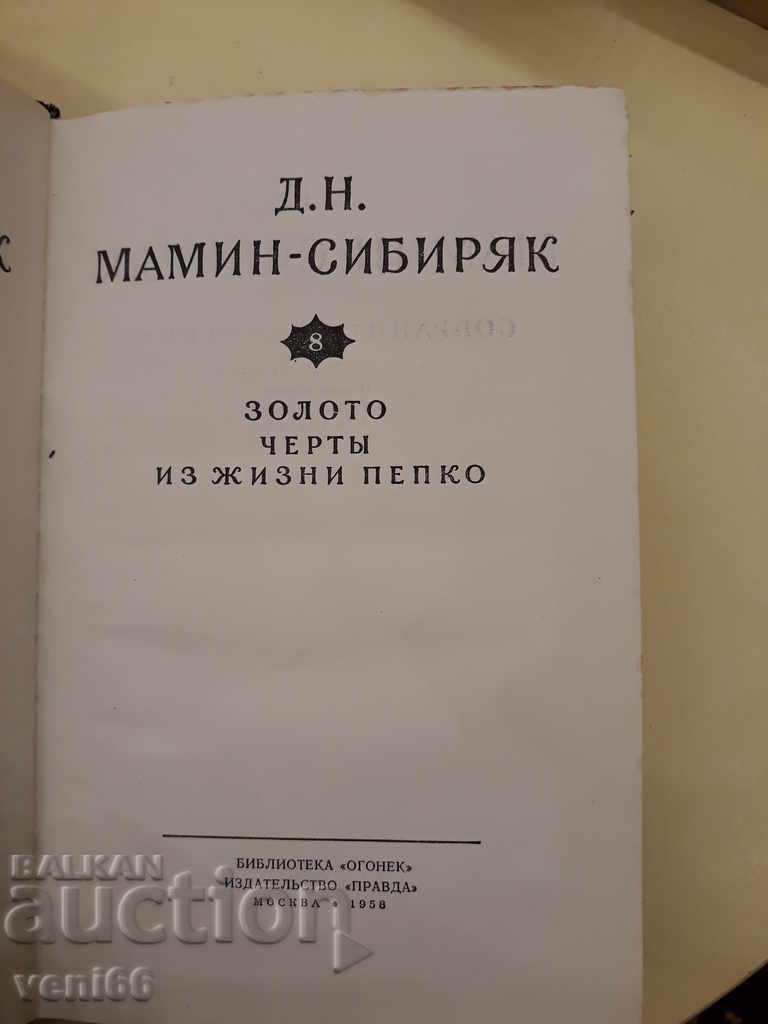 Д.Н.
МАМИН-СИБИРЯК
8
ЗОЛОТО
ЧЕРТЫ
ИЗ ЖИЗНИ ПЕПКО
БИБЛИОТЕКА «ОГОНЕК»
ИЗДАТЕЛЬСТВО «ПРАВДА»
МОСКВА • 1958
BALKAN
auction
veni66
К